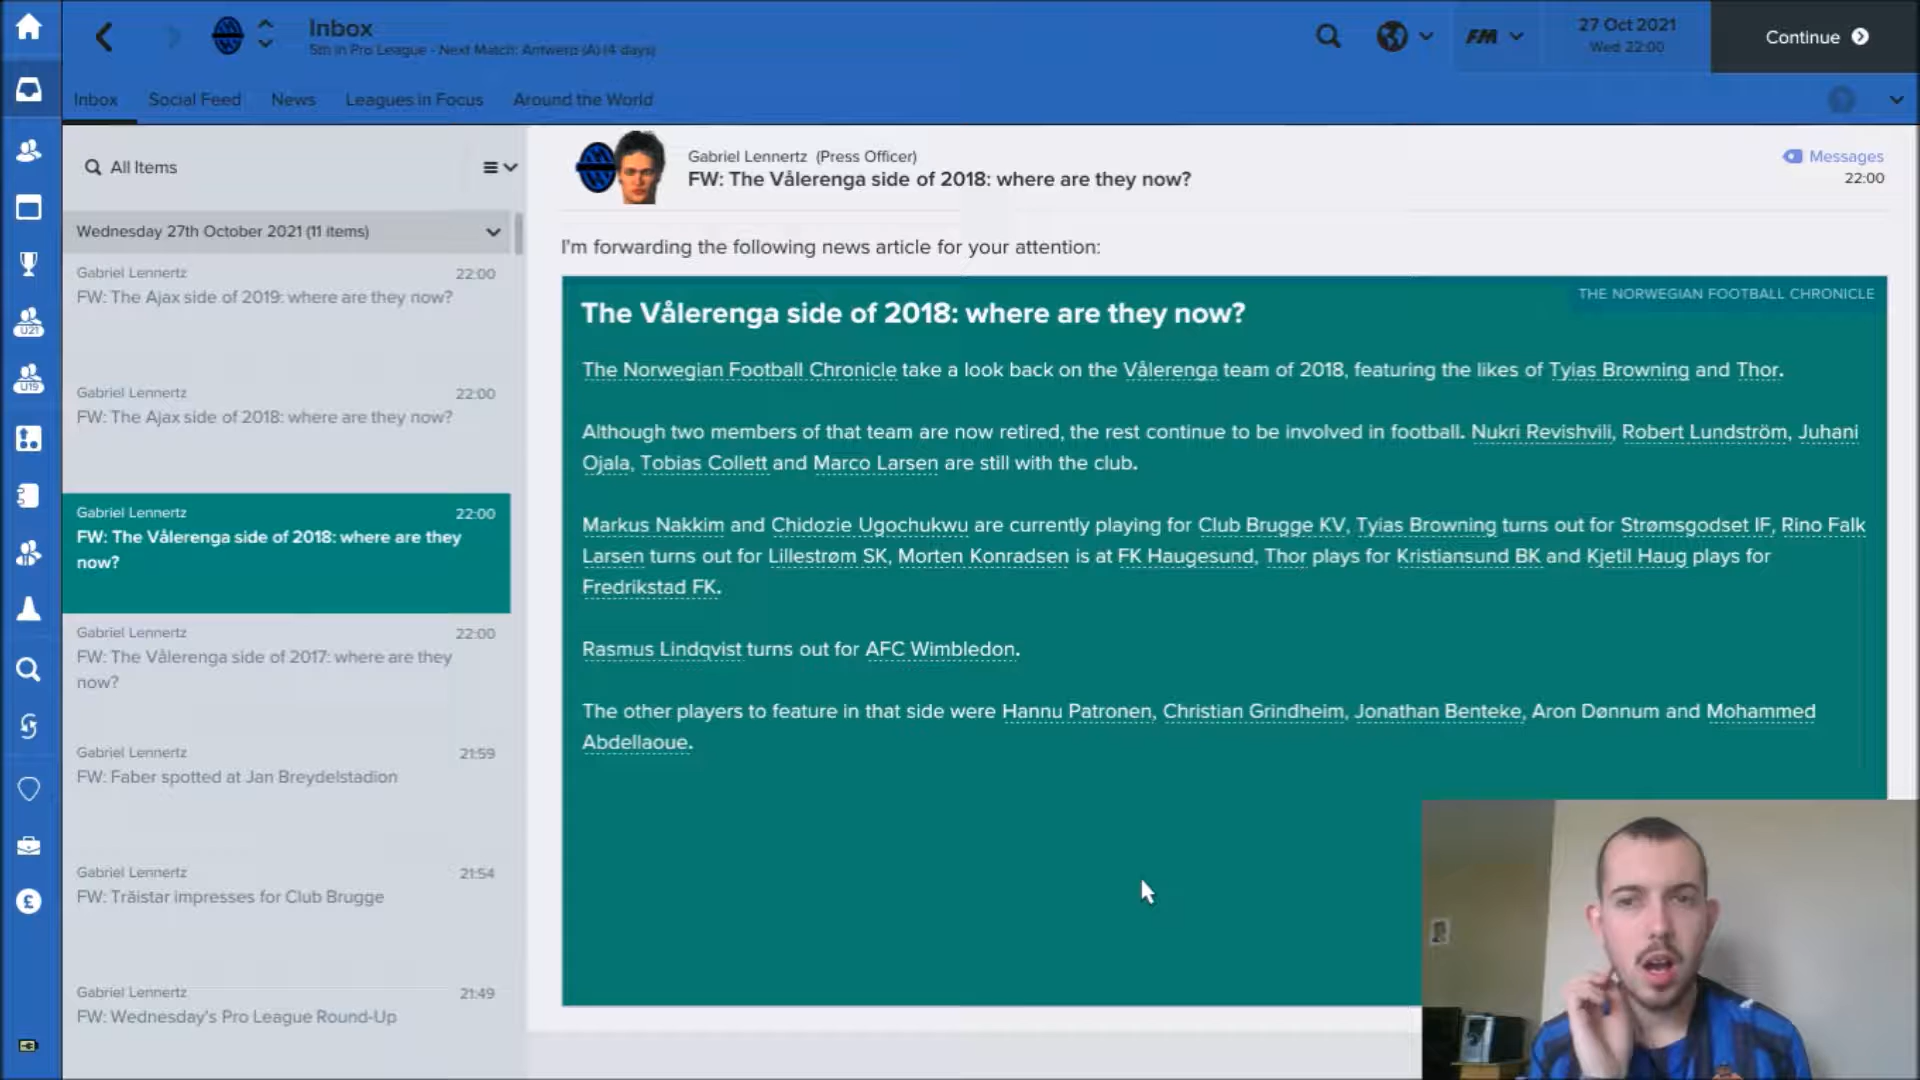 Inbox
5th in Pro League - Next Match: Antwerp (A) (4 days)
FM
27 Oct 2021
Wed 22:00
Continue
Inbox
Social Feed
News
Leagues in Focus
Around the World
All Items
Wednesday 27th October 2021 (11 items)
Gabriel Lennertz 22:00
FW: The Ajax side of 2019: where are they now?
Gabriel Lennertz 22:00
FW: The Ajax side of 2018: where are they now?
Gabriel Lennertz 22:00
FW: The Vålerenga side of 2018: where are they
now?
Gabriel Lennertz 22:00
FW: The Vålerenga side of 2017: where are they
now?
Gabriel Lennertz 21:59
FW: Faber spotted at Jan Breydelstadion
Gabriel Lennertz 21:54
FW: Trăistar impresses for Club Brugge
Gabriel Lennertz 21:49
FW: Wednesday's Pro League Round-Up
U21
U19
Gabriel Lennertz (Press Officer)
FW: The Vålerenga side of 2018: where are they now?
Messages
22:00
I'm forwarding the following news article for your attention:
THE NORWEGIAN FOOTBALL CHRONICLE
The Vålerenga side of 2018: where are they now?
The Norwegian Football Chronicle take a look back on the Vålerenga team of 2018, featuring the likes of Tyias Browning and Thor.
Although two members of that team are now retired, the rest continue to be involved in football. Nukri Revishvili, Robert Lundström, Juhani
Ojala, Tobias Collett and Marco Larsen are still with the club.
Markus Nakkim and Chidozie Ugochukwu are currently playing for Club Brugge KV, Tyias Browning turns out for Strømsgodset IF, Rino Falk
Larsen turns out for Lillestrøm SK, Morten Konradsen is at FK Haugesund, Thor plays for Kristiansund BK and Kjetil Haug plays for
Fredrikstad FK.
Rasmus Lindqvist turns out for AFC Wimbledon.
The other players to feature in that side were Hannu Patronen, Christian Grindheim, Jonathan Benteke, Aron Dønnum and Mohammed
Abdellaoue.